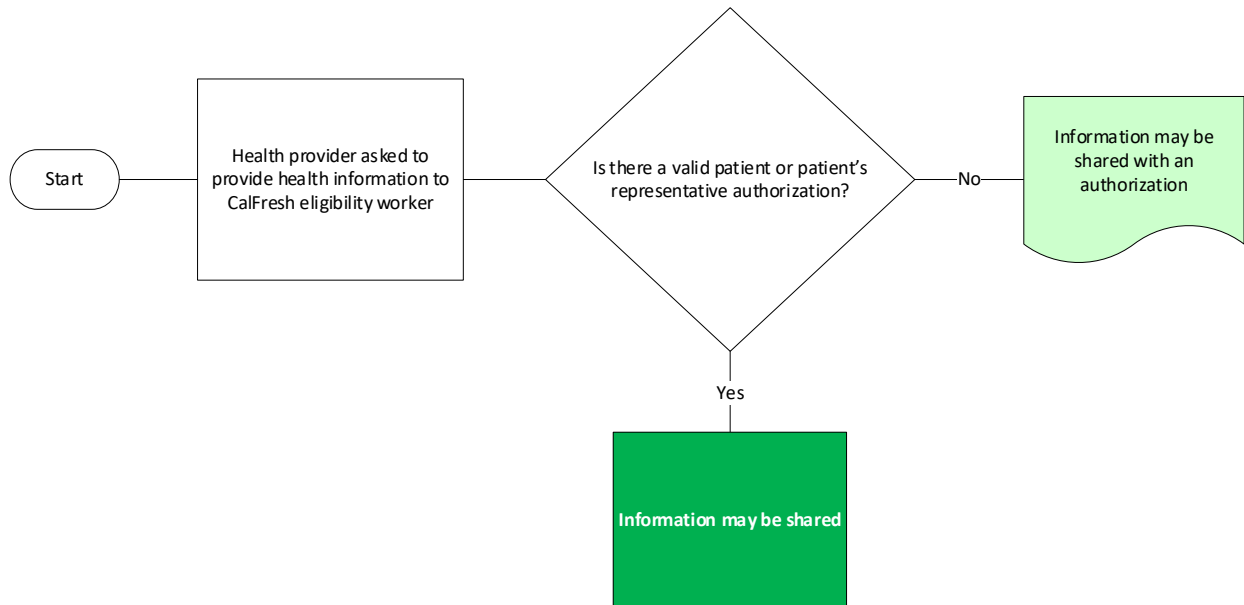 Start
Health provider asked to
provide health information to
CalFresh eligibility worker
Is there a valid patient or patient’s
representative authorization?
No
Information may be
shared with an
authorization
Yes
Information may be shared